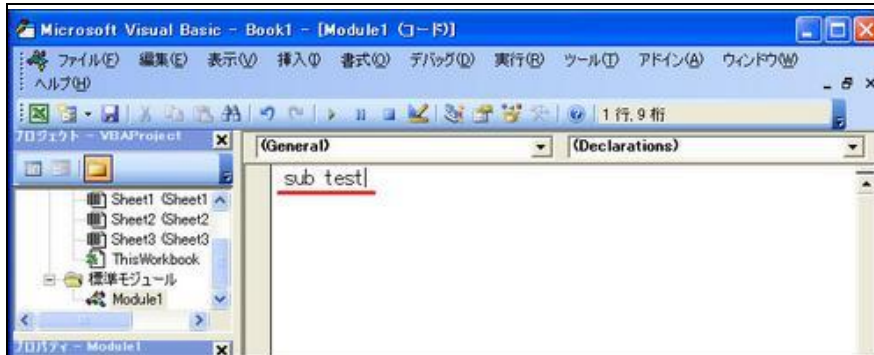 Microsoft Visual Basic - Book1 - [Module1 (コード)]
ファイル(F) 編集(E) 表示(V) 挿入(I) 書式(O) デバッグ(D) 実行(R) ツール(T) アドイン(A) ウィンドウ(W)
ヘルプ(H)
1 行, 9 桁
プロジェクト - VBAProject
(General) (Declarations)
sub test
Sheet1 (Sheet1
Sheet2 (Sheet2
Sheet3 (Sheet3
ThisWorkbook
標準モジュール
Module1
プロパティ - Module1